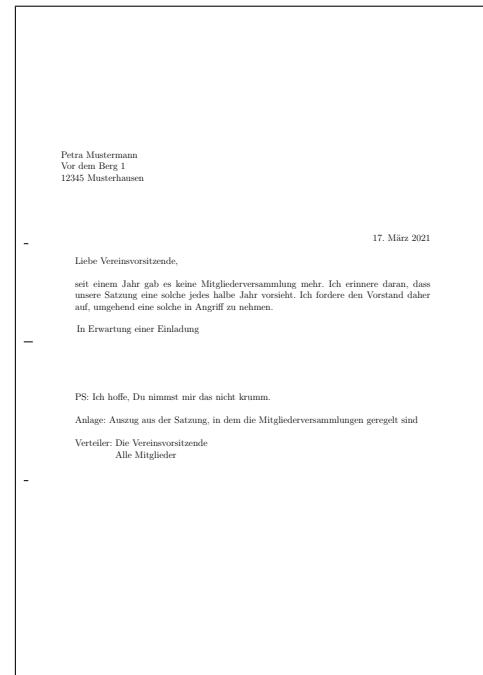 Petra Mustermann
Vor dem Berg 1
12345 Musterhausen
17. März 2021
Liebe Vereinsvorsitzende,
seit einem Jahr gab es keine Mitgliederversammlung mehr. Ich erinnere daran, dass
unsere Satzung eine solche jedes halbe Jahr vorsieht. Ich fordere den Vorstand daher
auf, umgehend eine solche in Angriff zu nehmen.
In Erwartung einer Einladung
PS: Ich hoffe, Du nimmst mir das nicht krumm.
Anlage: Auszug aus der Satzung, in dem die Mitgliederversammlungen geregelt sind
Verteiler: Die Vereinsvorsitzende
Alle Mitglieder